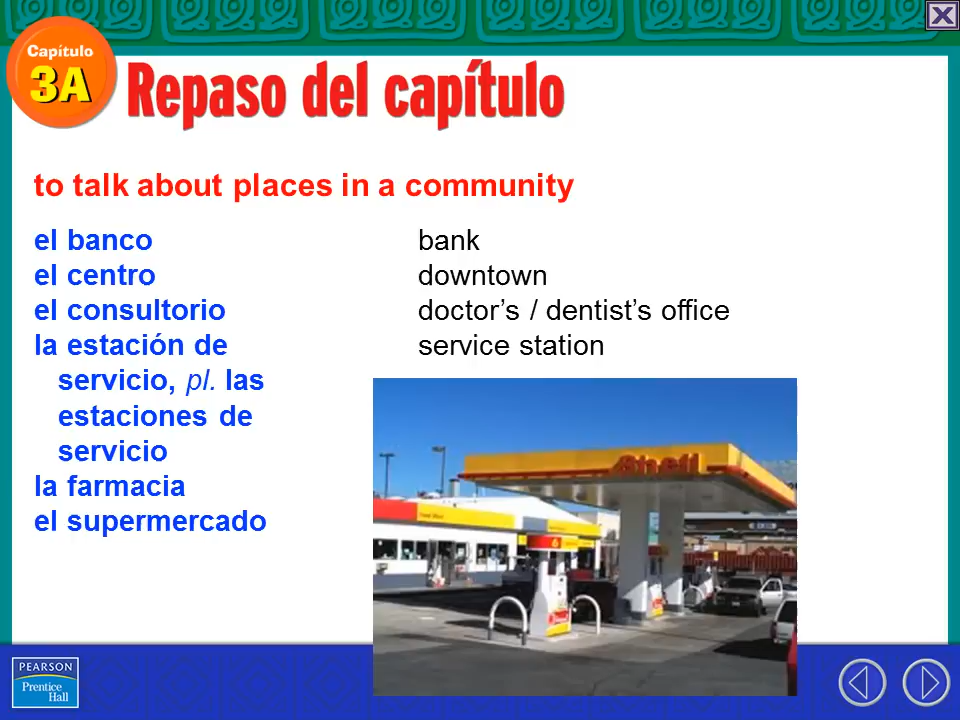 Capítulo
3A
Repaso del capítulo
to talk about places in a community
el banco bank
el centro downtown
el consultorio doctor’s / dentist’s office
la estación de service station
servicio, pl. las
estaciones de
servicio
la farmacia
el supermercado
Shell
PEARSON
Prentice
Hall